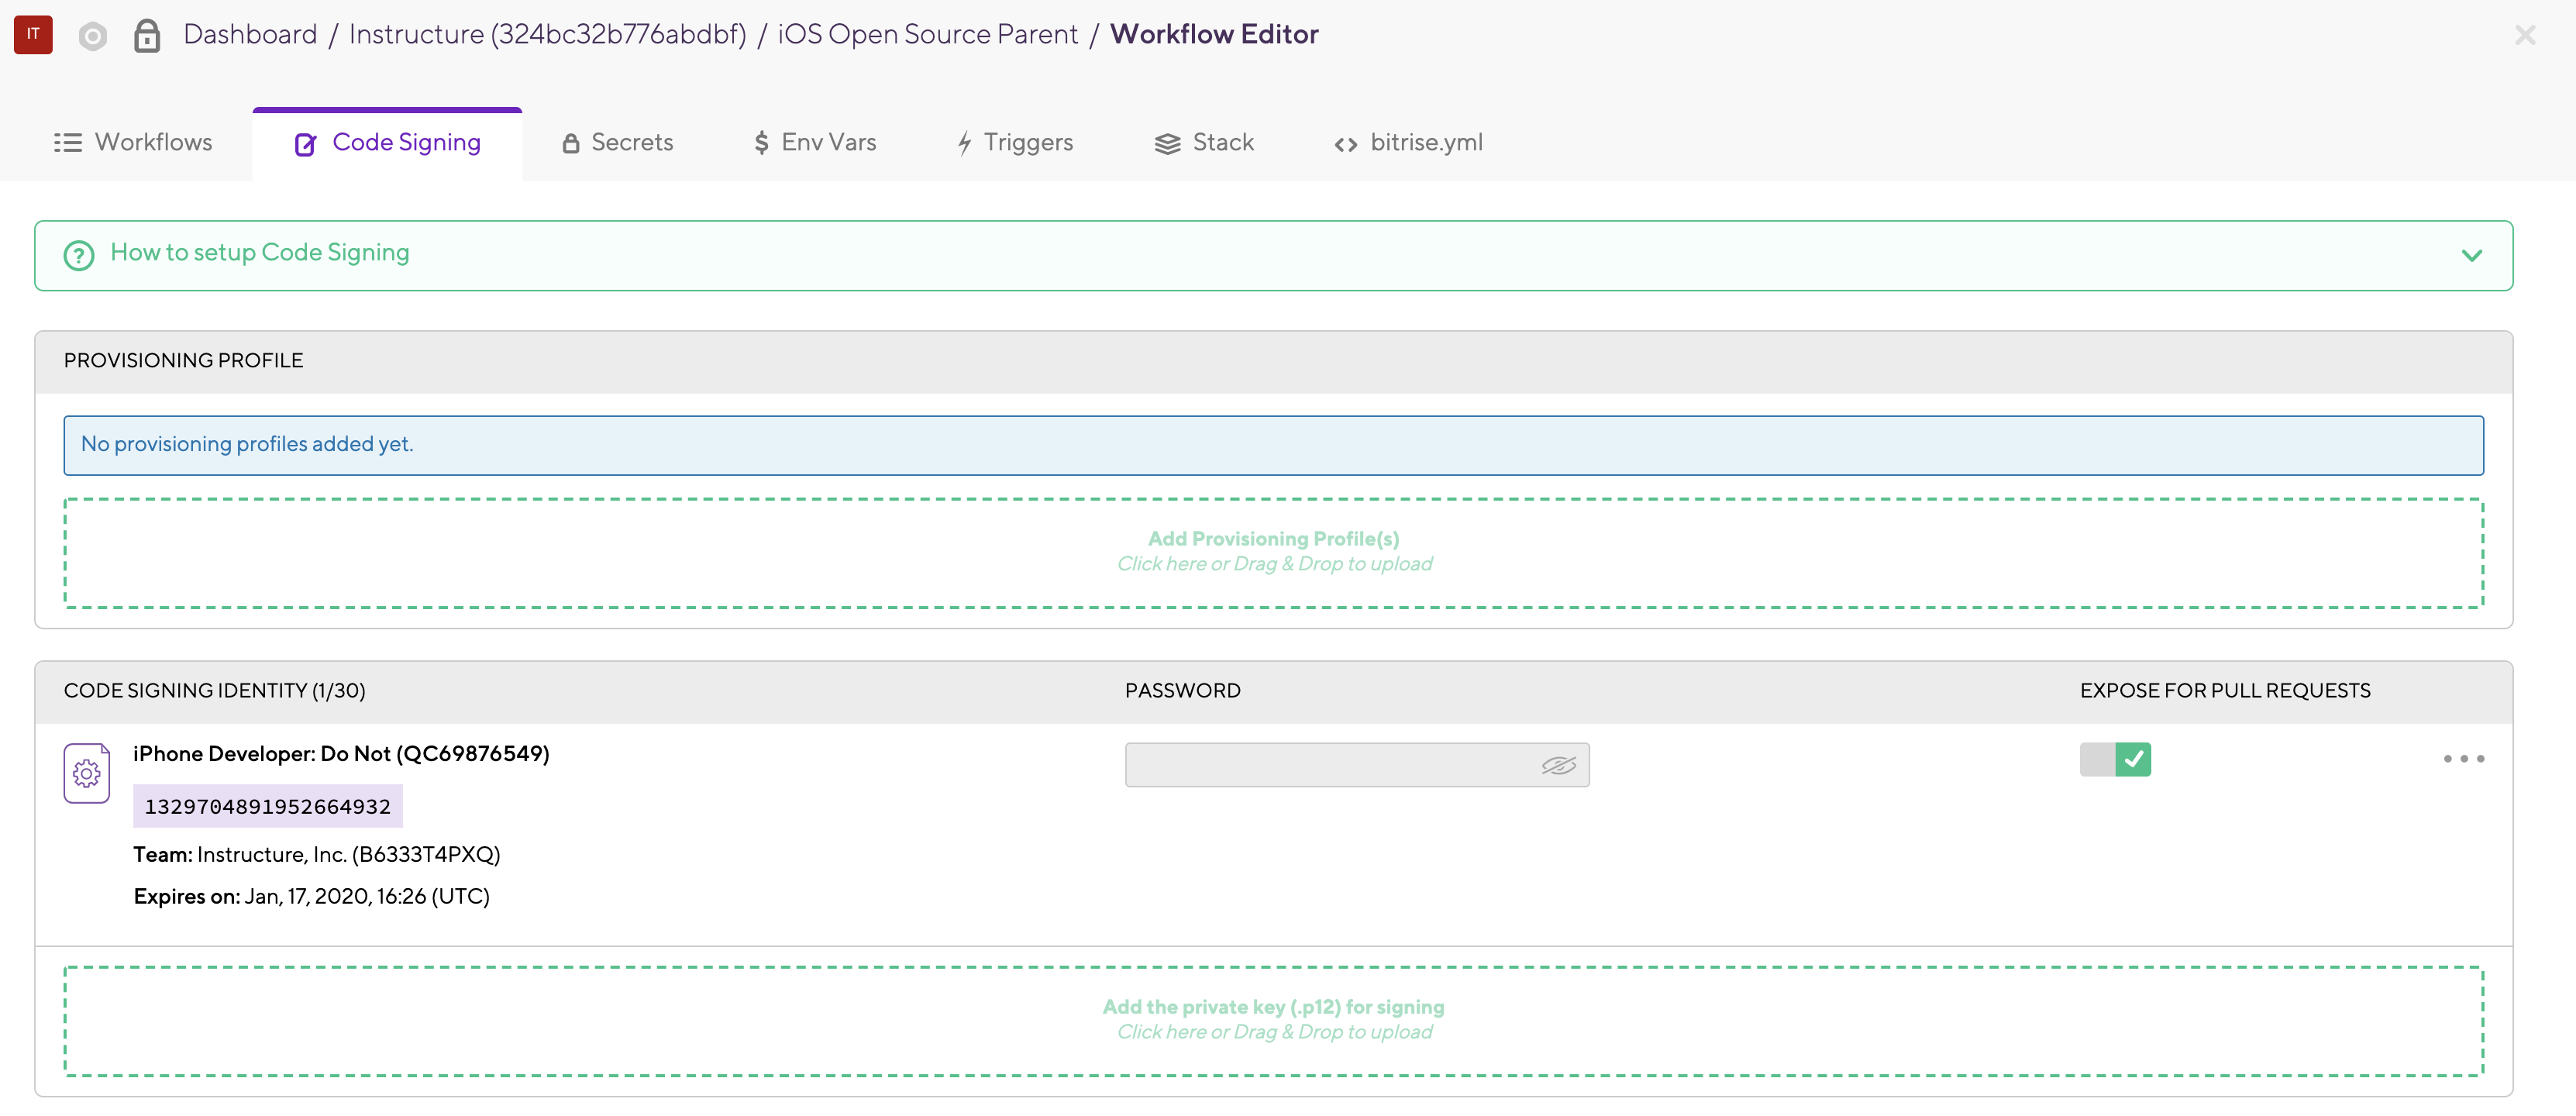 IT Dashboard / Instructure (324bc32b776abdbf) / iOS Open Source Parent / Workflow Editor
Workflows Code Signing Secrets $ Env Vars Triggers Stack <> bitrise.yml
? How to setup Code Signing
PROVISIONING PROFILE
No provisioning profiles added yet.
Add Provisioning Profile(s)
Click here or Drag & Drop to upload
CODE SIGNING IDENTITY (1/30) PASSWORD EXPOSE FOR PULL REQUESTS
iPhone Developer: Do Not (QC69876549)
1329704891952664932
Team: Instructure, Inc. (B6333T4PXQ)
Expires on: Jan, 17, 2020, 16:26 (UTC)
Add the private key (.p12) for signing
Click here or Drag & Drop to upload